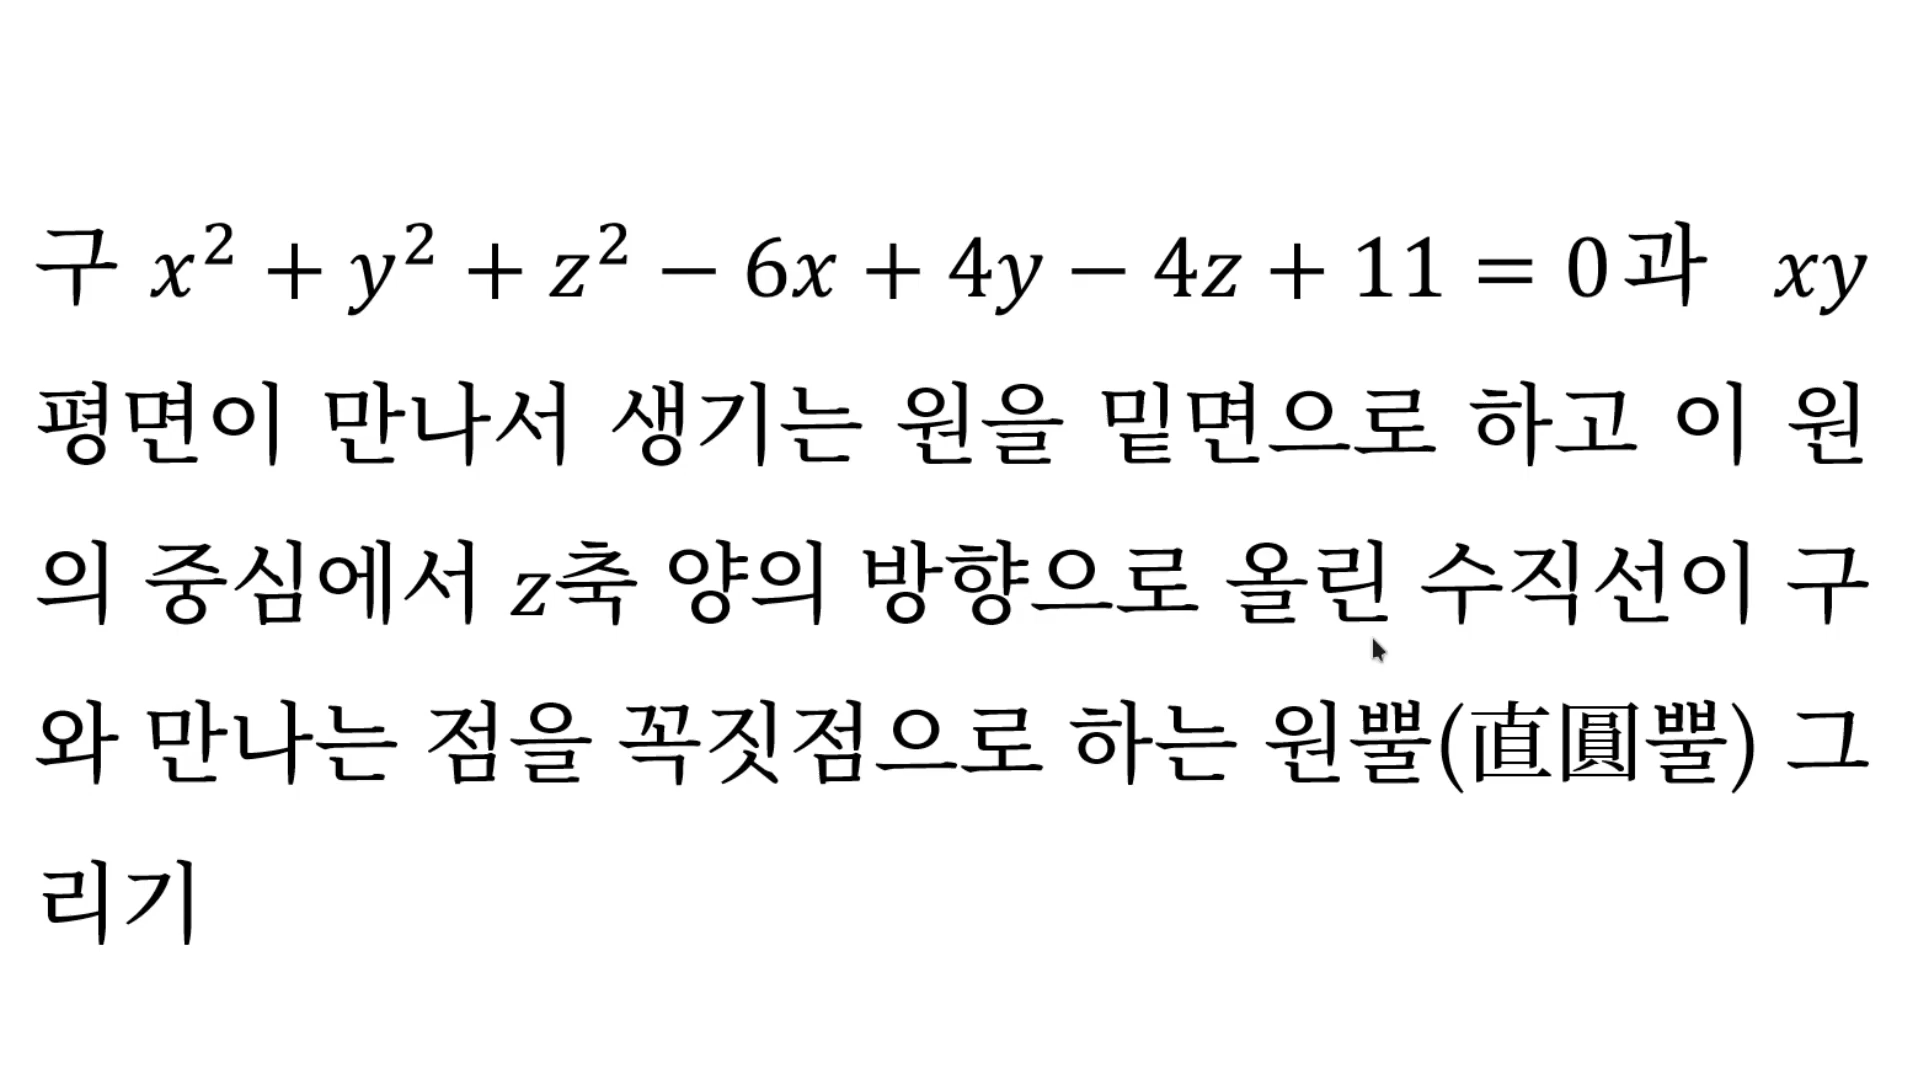 구 x² + y² + z² − 6x + 4y − 4z + 11 = 0과 xy
평면이 만나서 생기는 원을 밑면으로 하고 이 원
의 중심에서 z축 양의 방향으로 올린 수직선이 구
와 만나는 점을 꼭짓점으로 하는 원뿔(直圓뿔) 그
리기